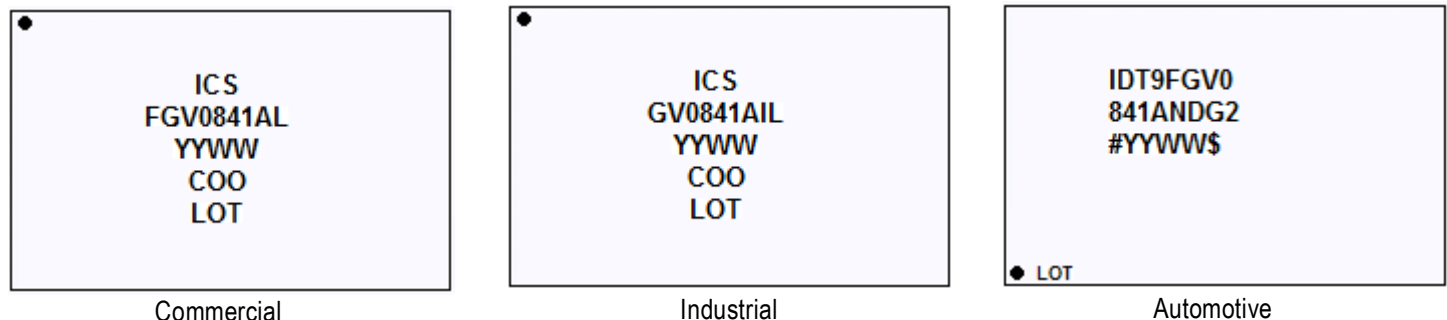 ICS
FGV0841AL
YYWW
COO
LOT
Commercial
ICS
GV0841AIL
YYWW
COO
LOT
Industrial
IDT9FGV0
841ANDG2
#YYWW$
LOT
Automotive